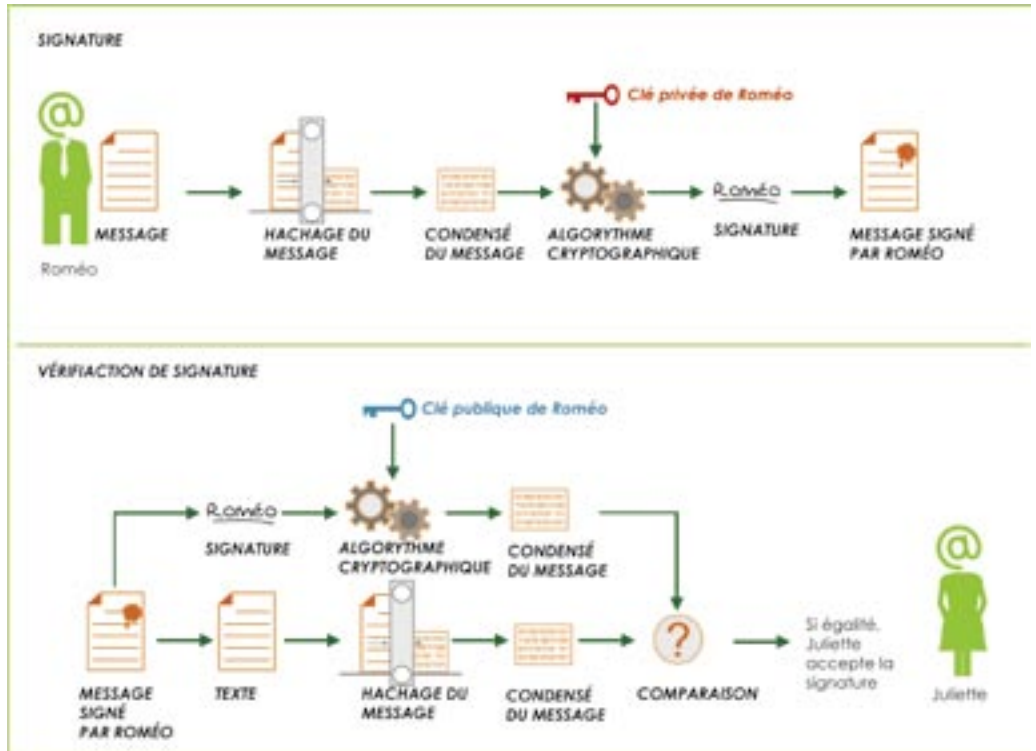 SIGNATURE
Clé privée de Roméo
Roméo
MESSAGE
HACHAGE DU
MESSAGE
CONDENSÉ
DU MESSAGE
ALGORYTHME
CRYPTOGRAPHIQUE
SIGNATURE
MESSAGE SIGNÉ
PAR ROMÉO
Roméo
VÉRIFIACTION DE SIGNATURE
Clé publique de Roméo
Roméo
SIGNATURE
ALGORYTHME
CRYPTOGRAPHIQUE
CONDENSÉ
DU MESSAGE
MESSAGE
SIGNÉ
PAR ROMÉO
TEXTE
HACHAGE DU
MESSAGE
CONDENSÉ
DU MESSAGE
?
COMPARAISON
Si égalité,
Juliette
accepte la
signature
@
Juliette